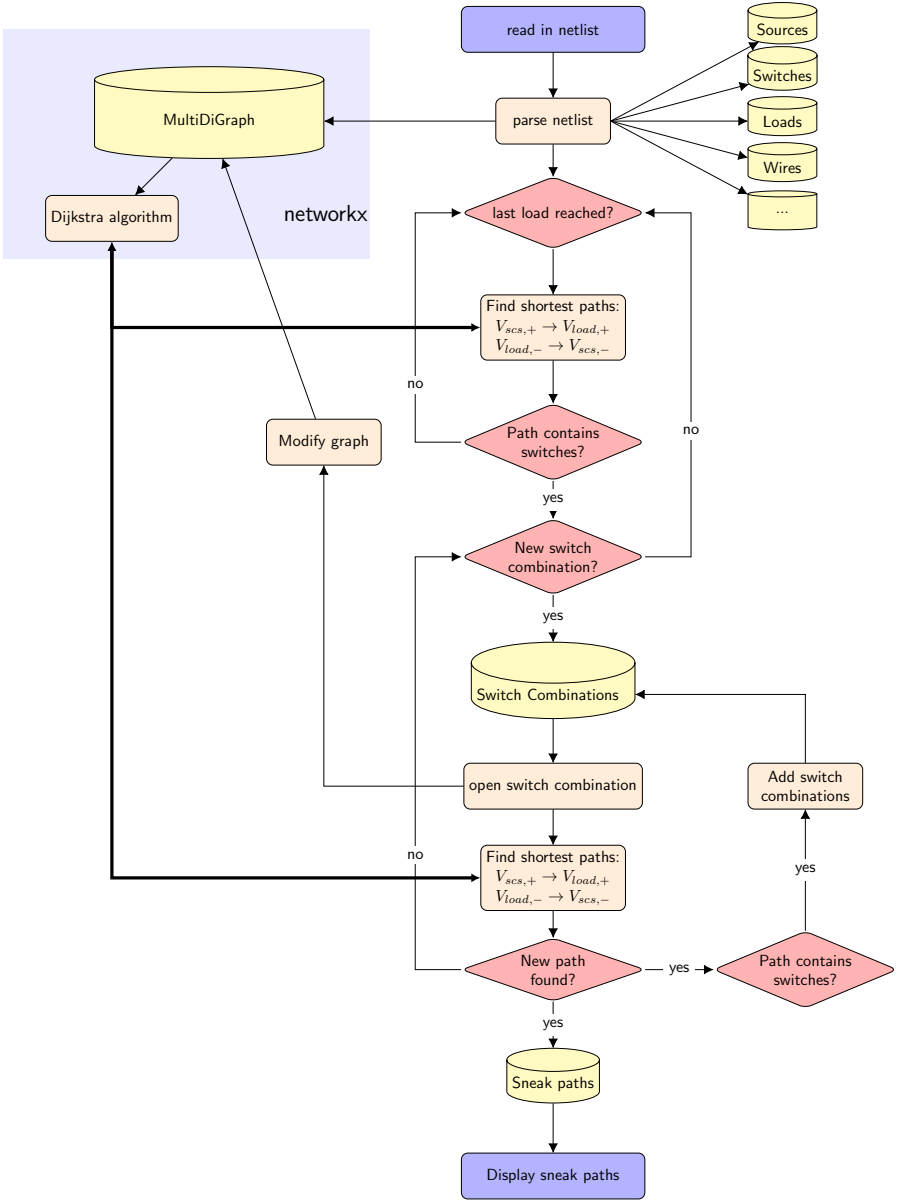 read in netlist
Sources
Switches
MultiDiGraph
parse netlist
Loads
Wires
...
Dijkstra algorithm
networkx
last load reached?
Find shortest paths:
V_{scs,+} → V_{load,+}
V_{load,−} → V_{scs,−}
no
Modify graph
Path contains
switches?
no
yes
New switch
combination?
yes
Switch Combinations
open switch combination
Add switch
combinations
no
Find shortest paths:
V_{scs,+} → V_{load,+}
V_{load,−} → V_{scs,−}
yes
New path
found?
yes
Path contains
switches?
yes
Sneak paths
Display sneak paths